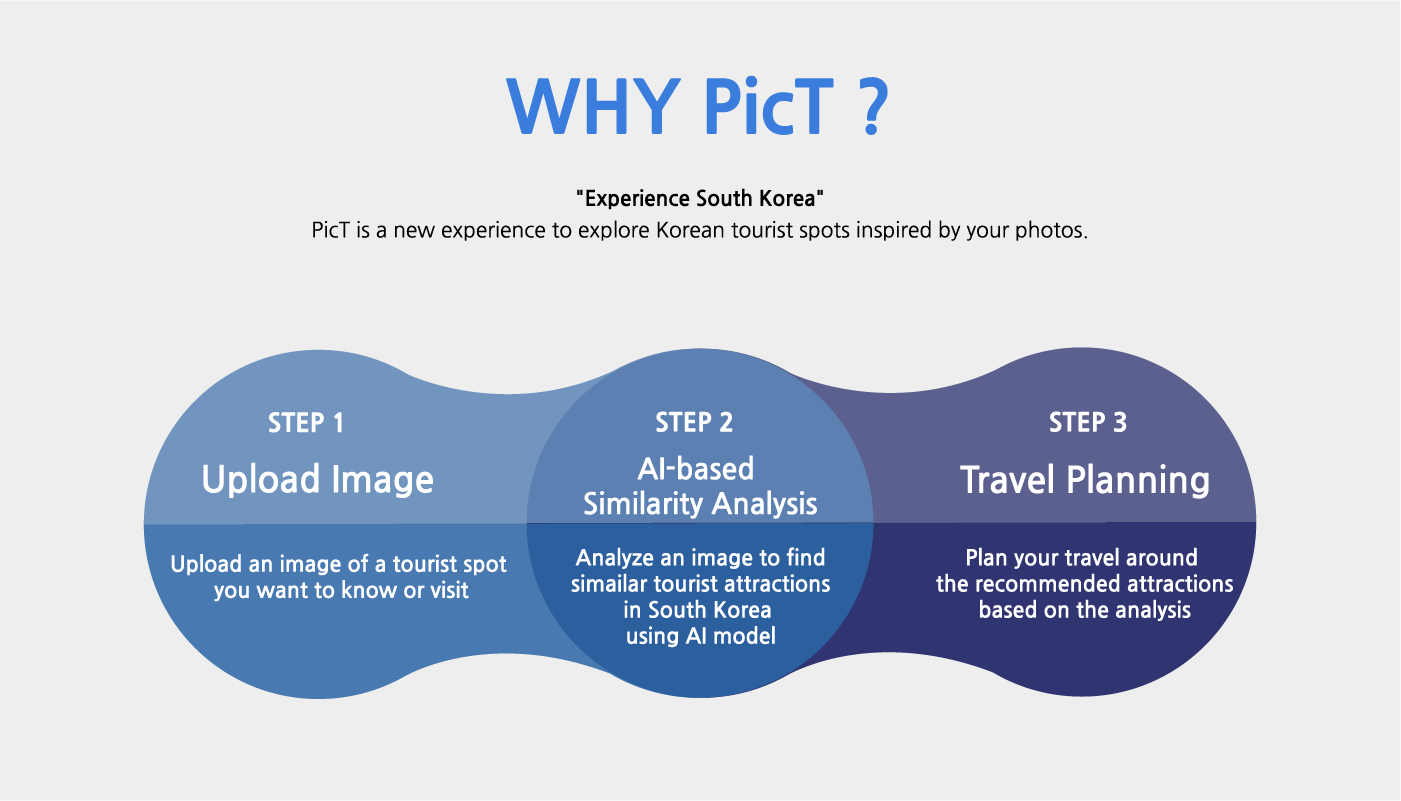 WHY PicT ?
"Experience South Korea"
PicT is a new experience to explore Korean tourist spots inspired by your photos.
STEP 1
Upload Image
Upload an image of a tourist spot
you want to know or visit
STEP 2
AI-based
Similarity Analysis
Analyze an image to find
simailar tourist attractions
in South Korea
using AI model
STEP 3
Travel Planning
Plan your travel around
the recommended attractions
based on the analysis